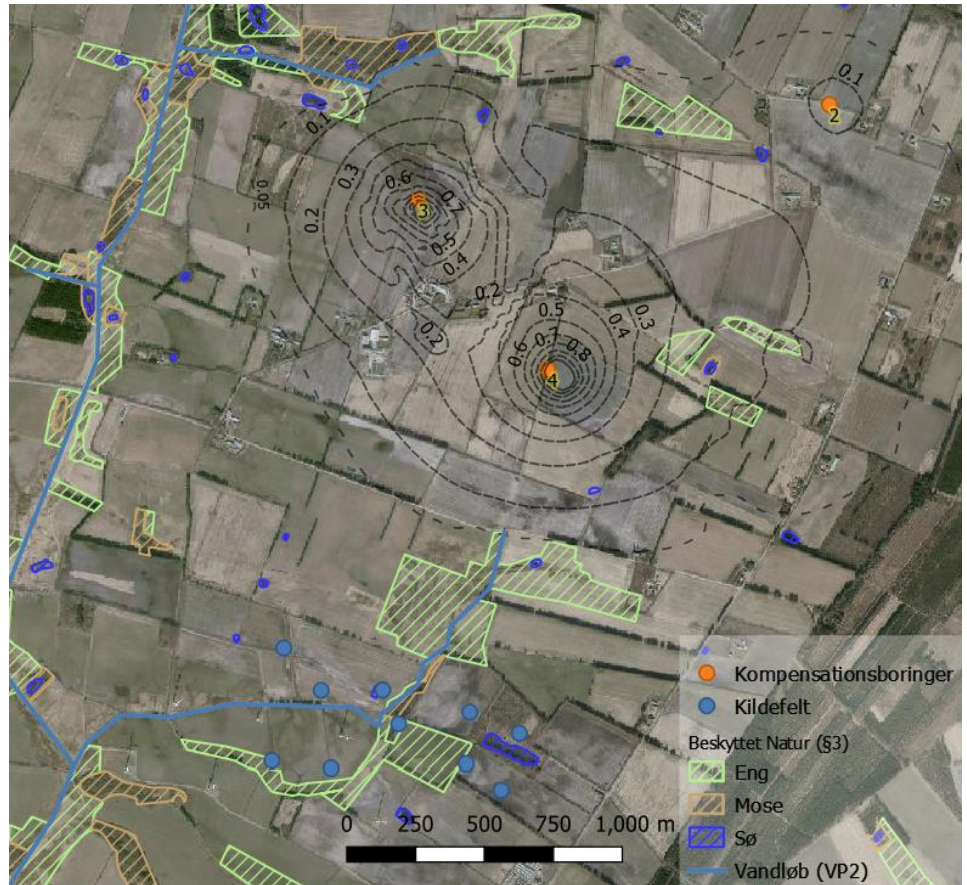 0.1
2
0.1
0.3
0.6
0.7
3
0.05
0.2
0.5
0.4
0.2
0.2
0.3
0.5
0.4
0.7
0.6
0.8
4
Kompensationsboringer
Kildefelt
Beskyttet Natur (§3)
Eng
Mose
Sø
Vandløb (VP2)
0 250 500 750 1,000 m